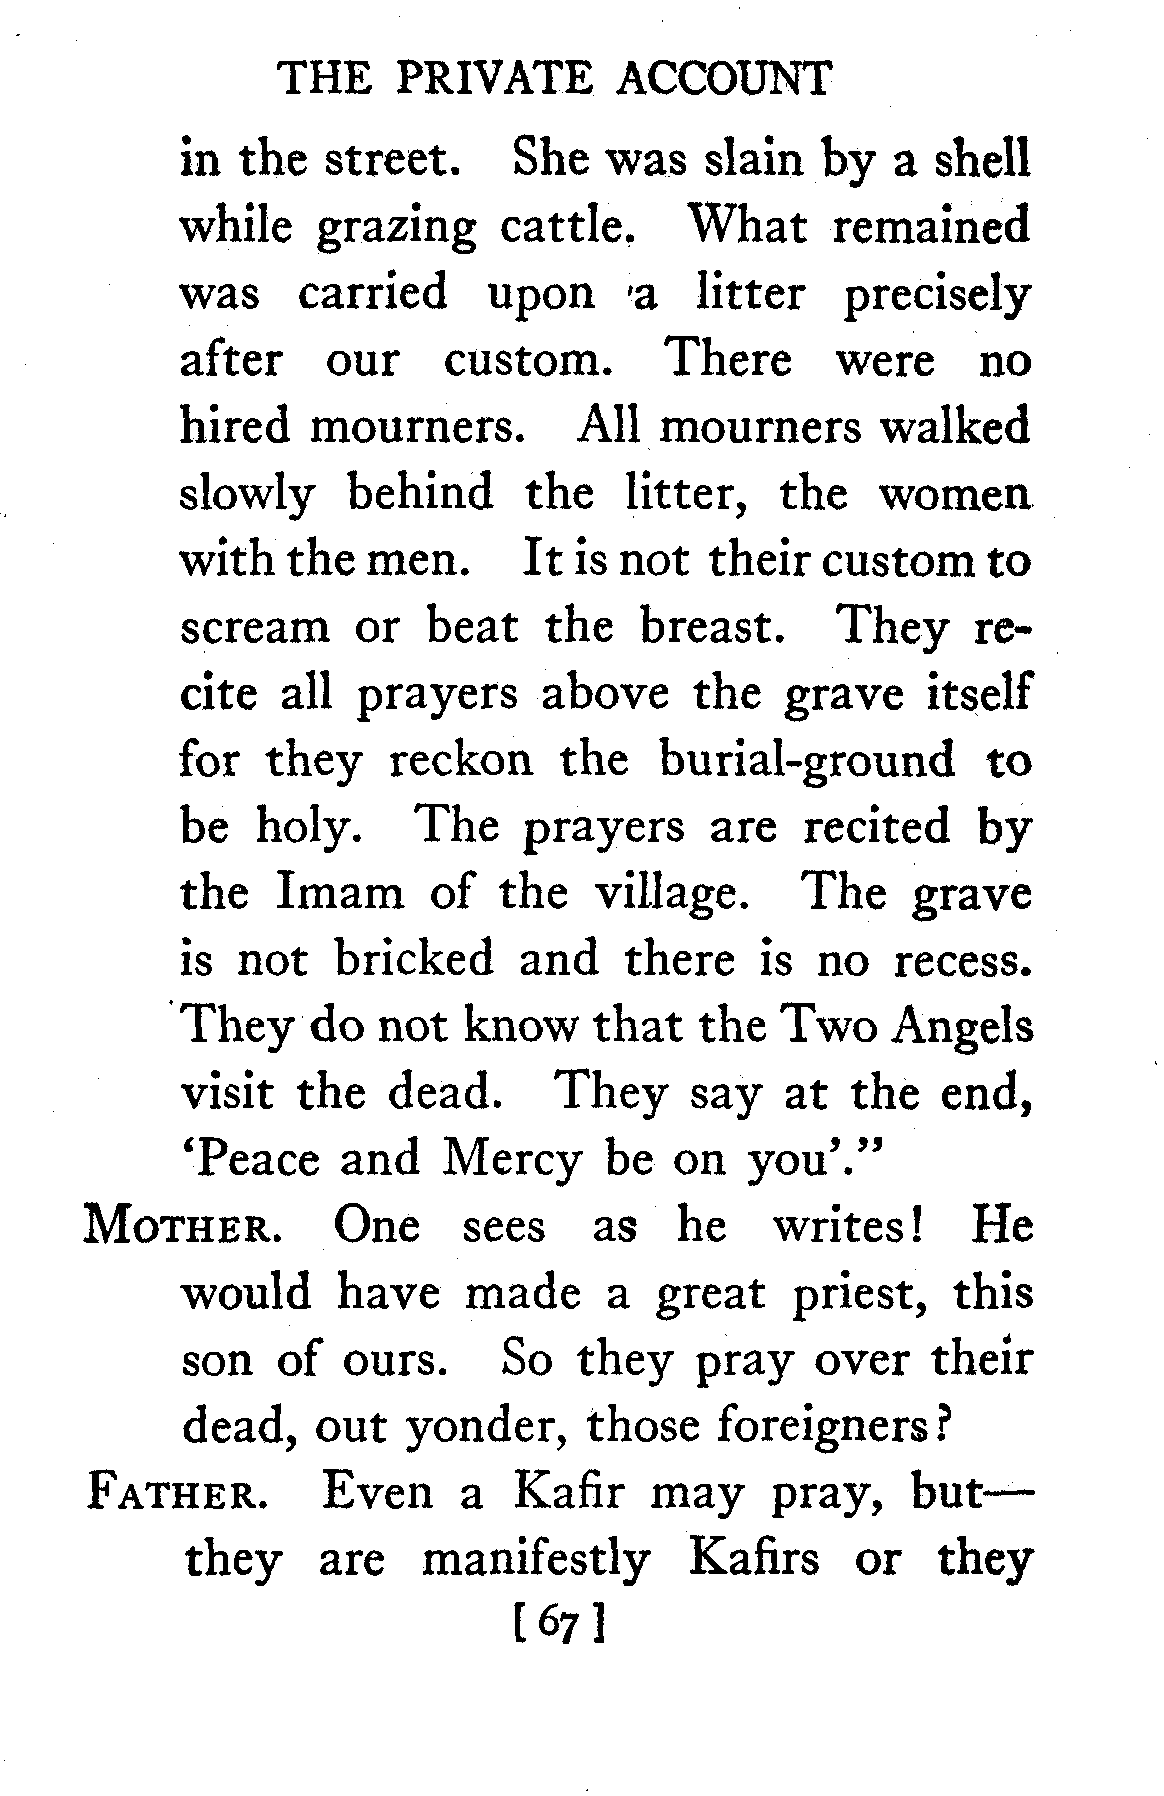 THE PRIVATE ACCOUNT
in the street. She was slain by a shell
while grazing cattle. What remained
was carried upon 'a litter precisely
after our custom. There were no
hired mourners. All mourners walked
slowly behind the litter, the women
with the men. It is not their custom to
scream or beat the breast. They re-
cite all prayers above the grave itself
for they reckon the burial-ground to
be holy. The prayers are recited by
the Imam of the village. The grave
is not bricked and there is no recess.
They do not know that the Two Angels
visit the dead. They say at the end,
‘Peace and Mercy be on you’.”
MOTHER. One sees as he writes! He
would have made a great priest, this
son of ours. So they pray over their
dead, out yonder, those foreigners?
FATHER. Even a Kafir may pray, but—
they are manifestly Kafirs or they
[ 67 ]